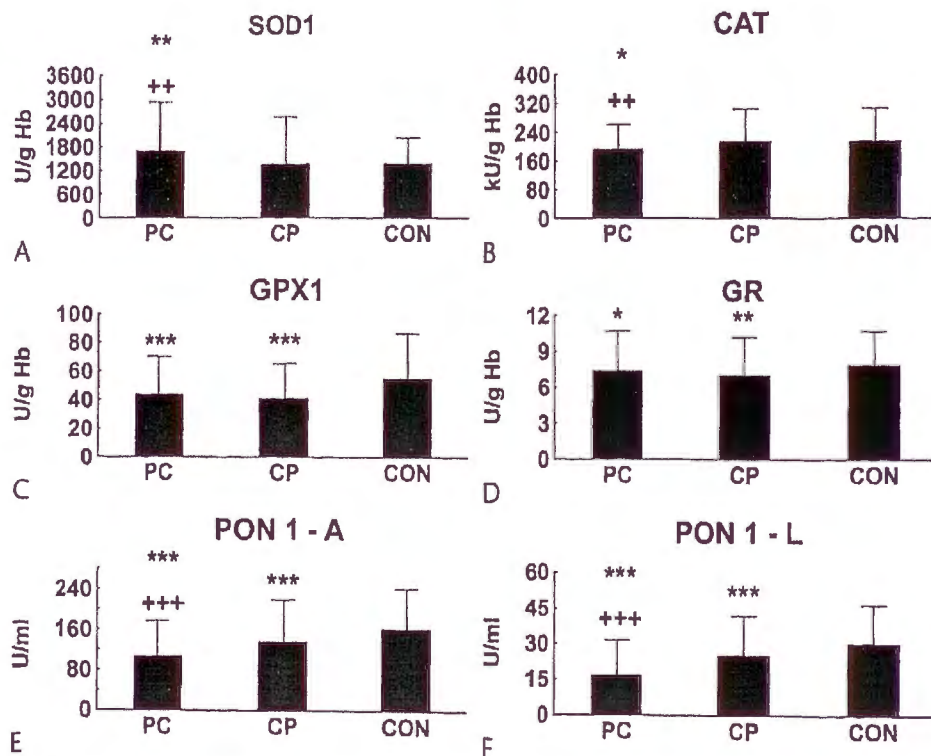 SOD1
**
++
3600
3000
2400
1800
1200
600
0
U/g Hb
PC CP CON
A
CAT
*
++
400
320
240
160
80
0
kU/g Hb
PC CP CON
B
GPX1
*** ***
100
80
60
40
20
0
U/g Hb
PC CP CON
C
GR
* **
12
9
6
3
0
U/g Hb
PC CP CON
D
PON 1 - A
*** ***
+++
240
160
80
0
U/ml
PC CP CON
E
PON 1 - L
*** ***
+++
60
45
30
15
0
U/ml
PC CP CON
F